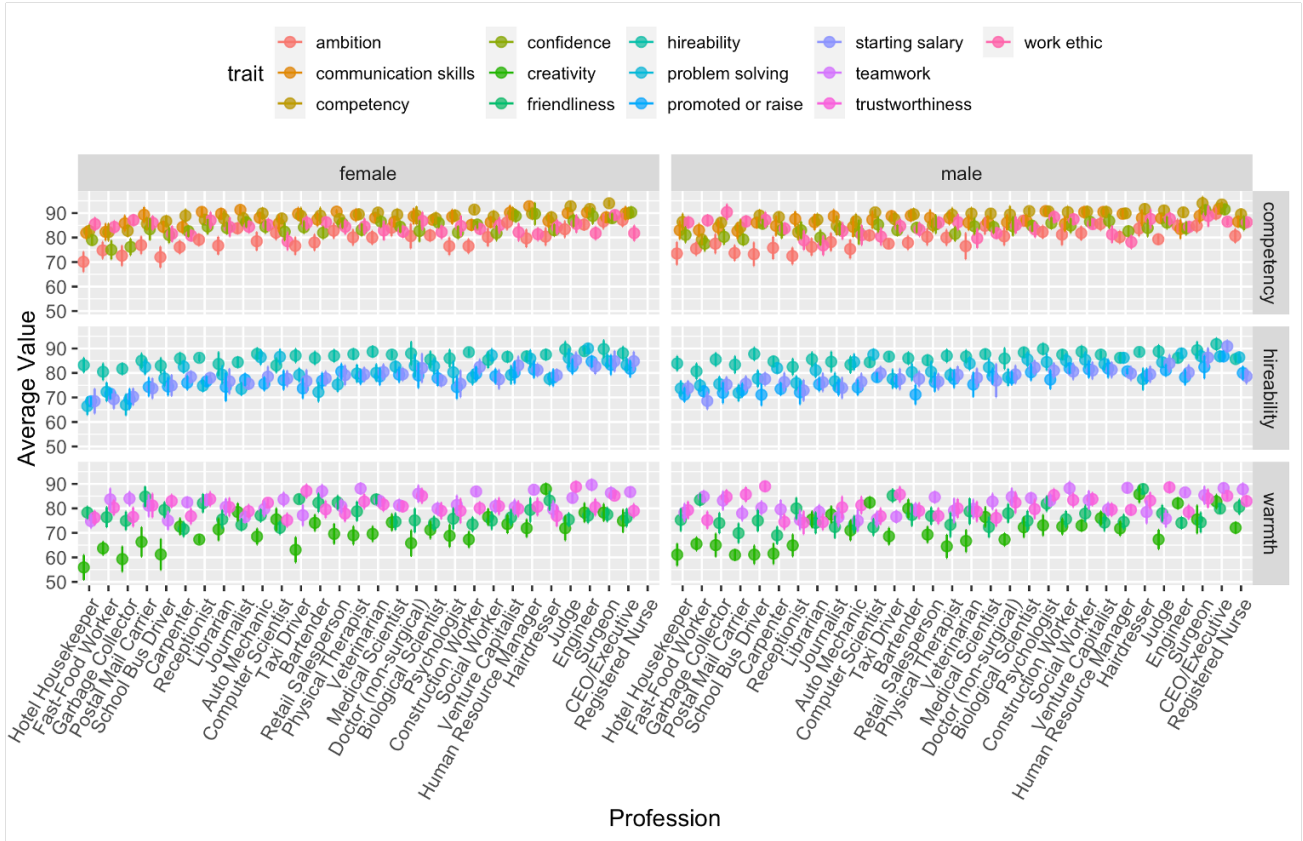 trait
ambition
communication skills
competency
confidence
creativity
friendliness
hireability
problem solving
promoted or raise
starting salary
teamwork
trustworthiness
work ethic
female
male
Average Value
90
80
70
60
50
competency
90
80
70
60
50
hireability
90
80
70
60
50
warmth
Hotel Housekeeper
Fast-Food Worker
Garbage Collector
Postal Mail Carrier
School Bus Driver
Carpenter
Receptionist
Librarian
Journalist
Auto Mechanic
Computer Scientist
Taxi Driver
Bartender
Retail Salesperson
Physical Therapist
Veterinarian
Medical Scientist
Doctor (non-surgical)
Biological Scientist
Psychologist
Construction Worker
Social Worker
Venture Capitalist
Human Resource Manager
Hairdresser
Judge
Engineer
Surgeon
CEO/Executive
Registered Nurse
Hotel Housekeeper
Fast-Food Worker
Garbage Collector
Postal Mail Carrier
School Bus Driver
Carpenter
Receptionist
Librarian
Journalist
Auto Mechanic
Computer Scientist
Taxi Driver
Bartender
Retail Salesperson
Physical Therapist
Veterinarian
Medical Scientist
Doctor (non-surgical)
Biological Scientist
Psychologist
Construction Worker
Social Worker
Venture Capitalist
Human Resource Manager
Hairdresser
Judge
Engineer
Surgeon
CEO/Executive
Registered Nurse
Profession